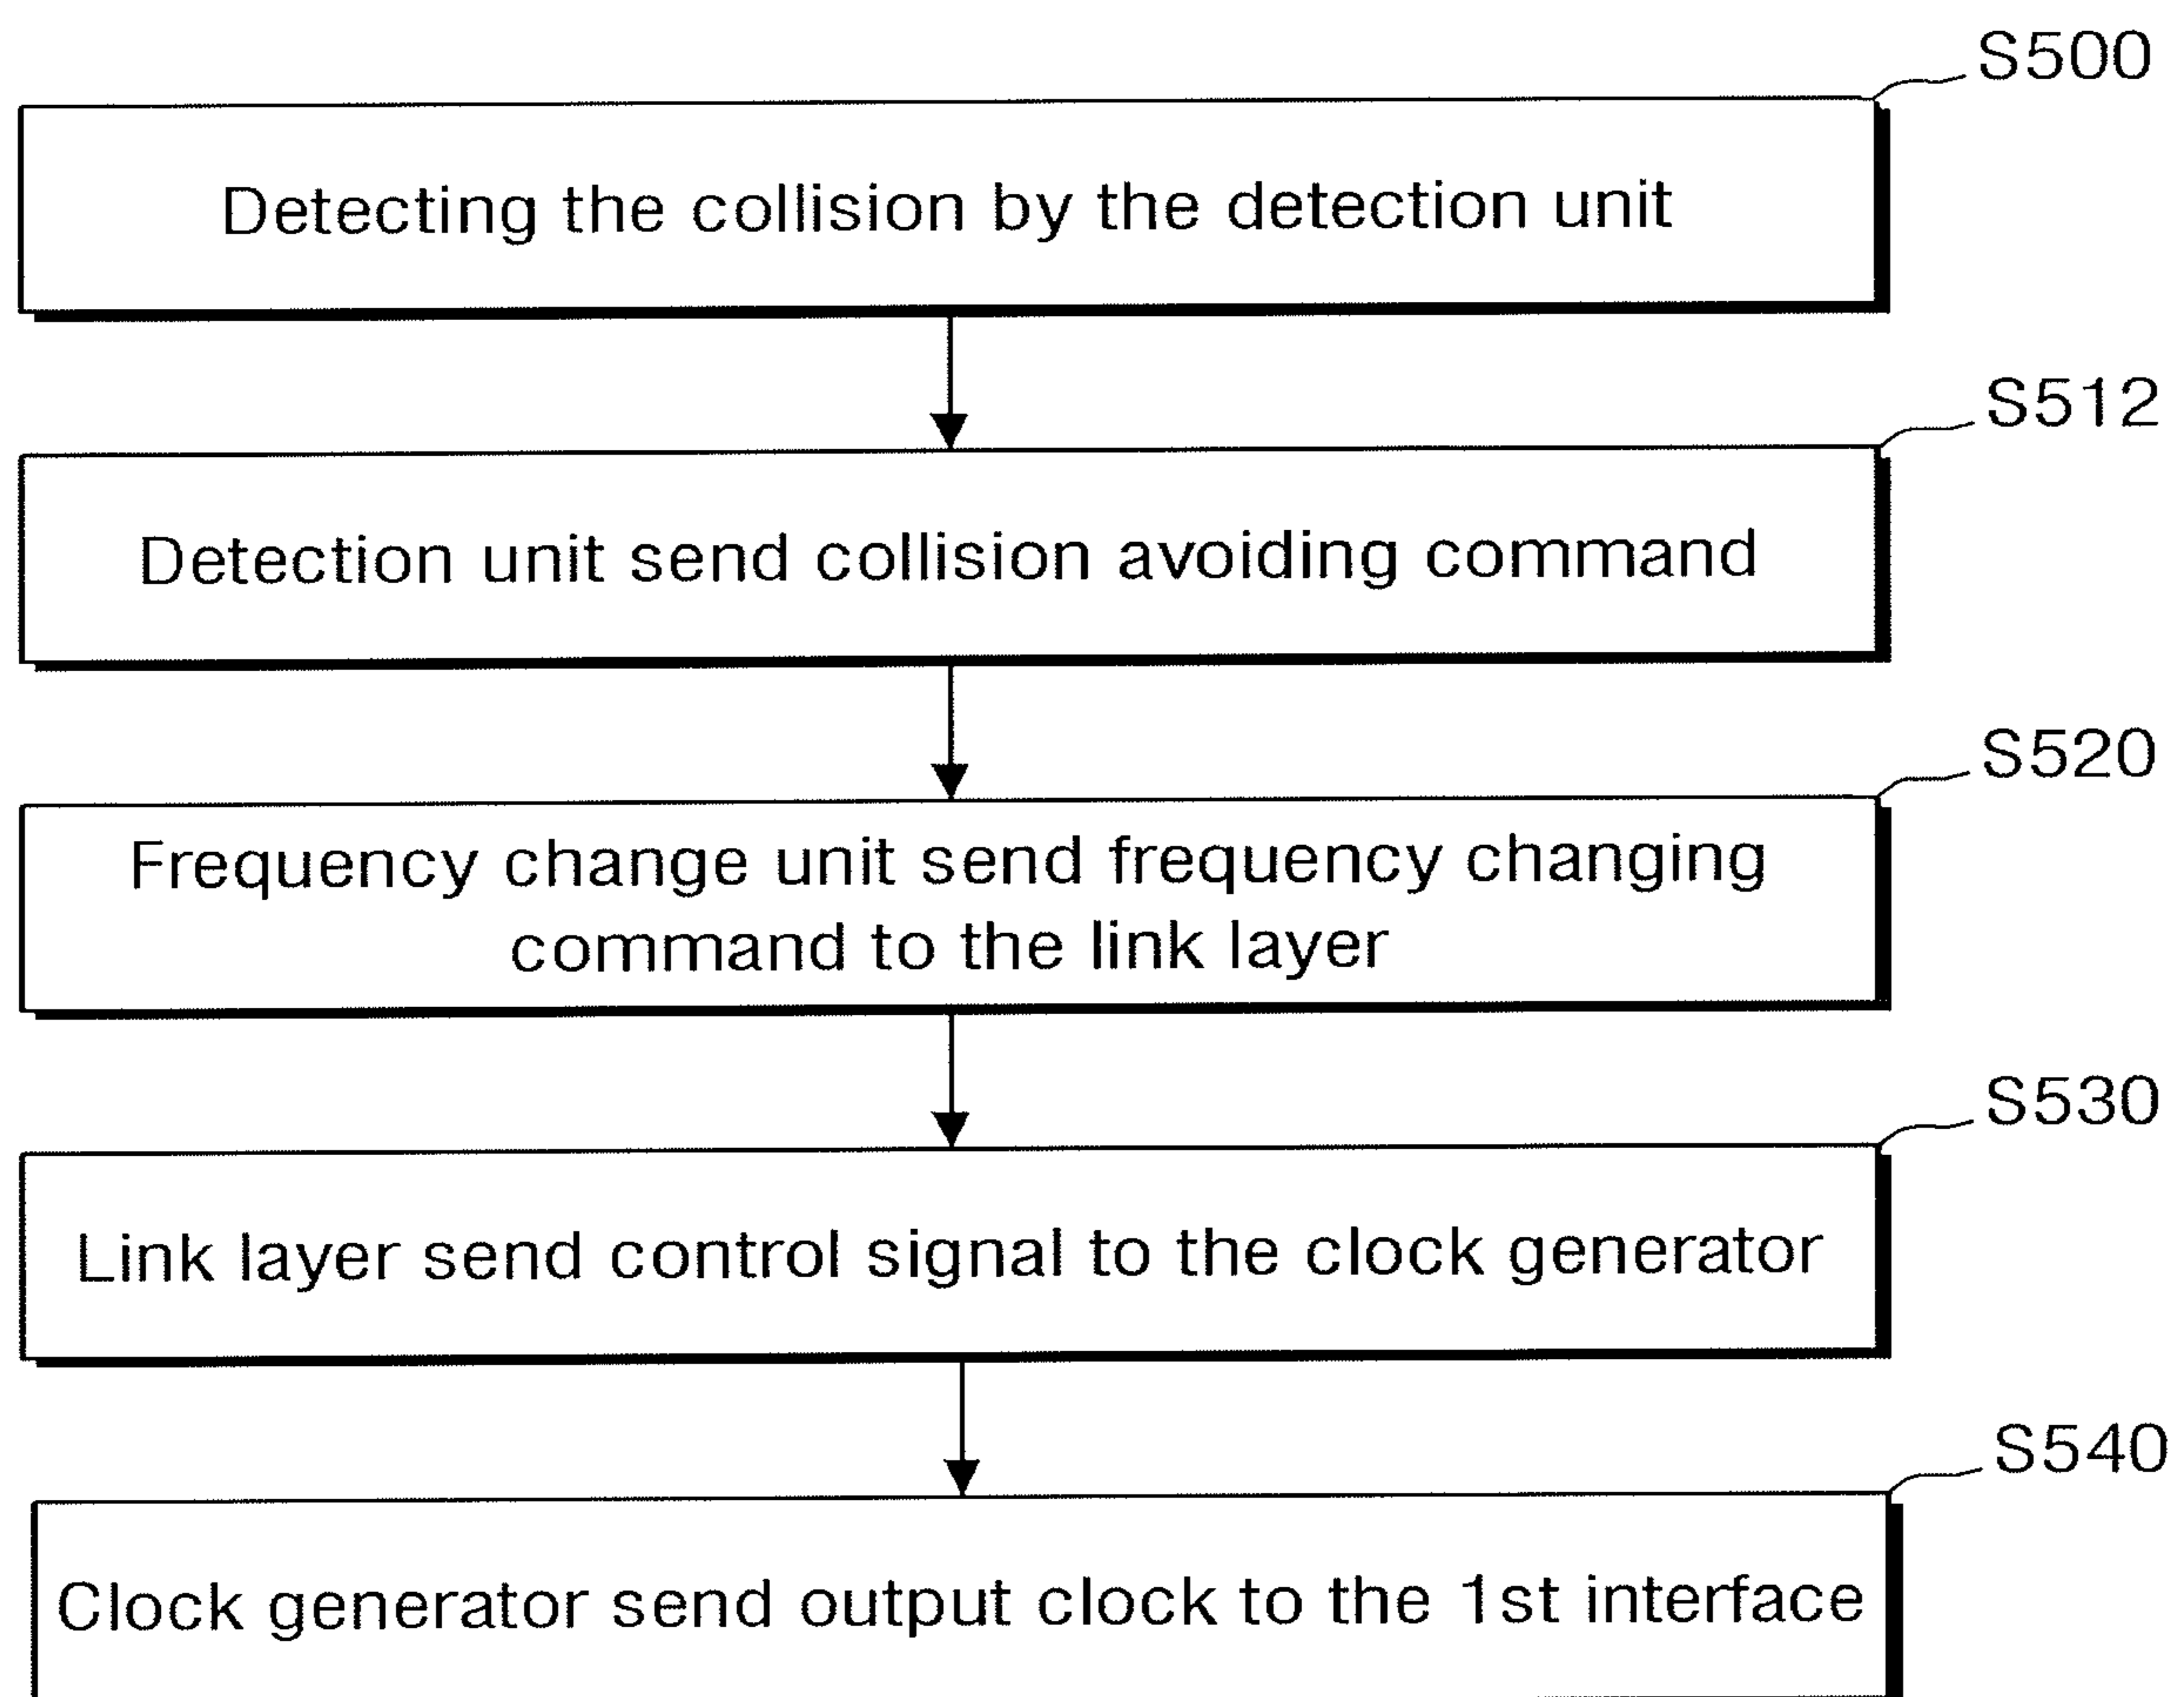 S500
Detecting the collision by the detection unit
S512
Detection unit send collision avoiding command
S520
Frequency change unit send frequency changing
command to the link layer
S530
Link layer send control signal to the clock generator
S540
Clock generator send output clock to the 1st interface